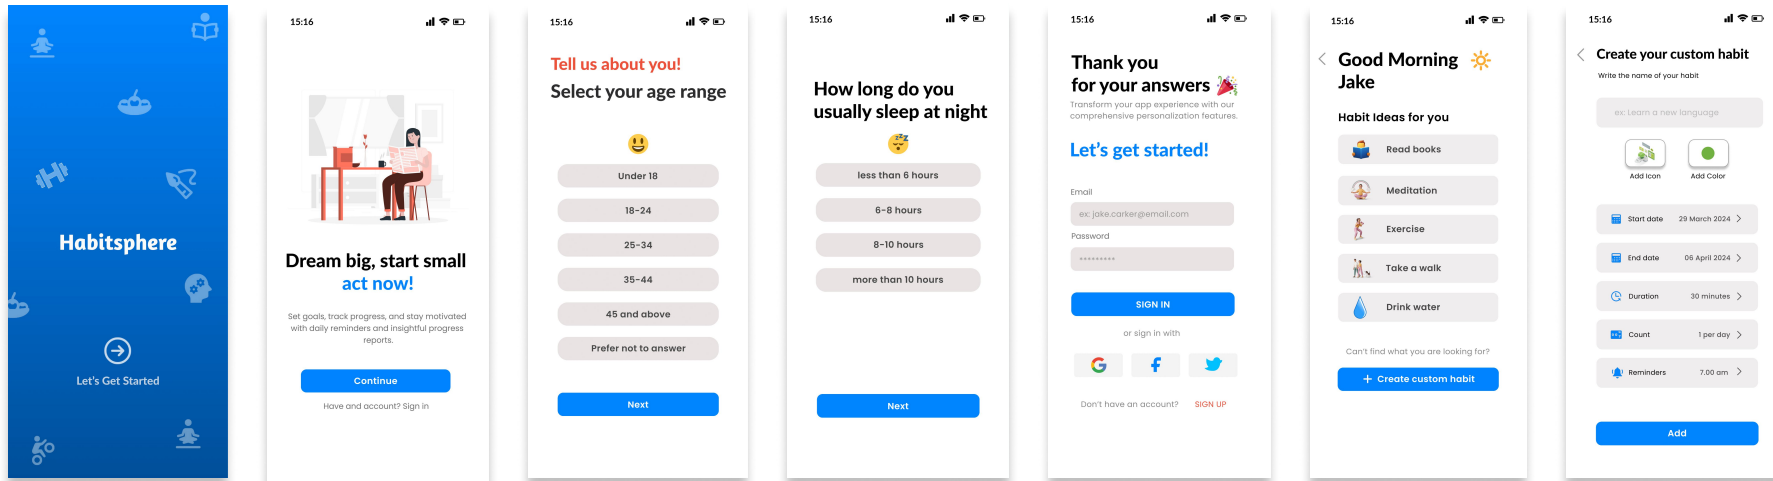 Habitsphere
Let's Get Started
15:16
Dream big, start small
act now!
Set goals, track progress, and stay motivated
with daily reminders and insightful progress
reports.
Continue
Have and account? Sign in
15:16
Tell us about you!
Select your age range
Under 18
18-24
25-34
35-44
45 and above
Prefer not to answer
Next
15:16
How long do you
usually sleep at night
less than 6 hours
6-8 hours
8-10 hours
more than 10 hours
Next
15:16
Thank you
for your answers
Transform your app experience with our
comprehensive personalization features.
Let's get started!
Email
ex: jake.carker@email.com
Password
*********
SIGN IN
or sign in with
Don't have an account? SIGN UP
15:16
Good Morning
Jake
Habit Ideas for you
Read books
Meditation
Exercise
Take a walk
Drink water
Can't find what you are looking for?
+ Create custom habit
15:16
Create your custom habit
Write the name of your habit
ex: Learn a new language
Add Icon Add Color
Start date 29 March 2024
End date 06 April 2024
Duration 30 minutes
Count 1 per day
Reminders 7.00 am
Add